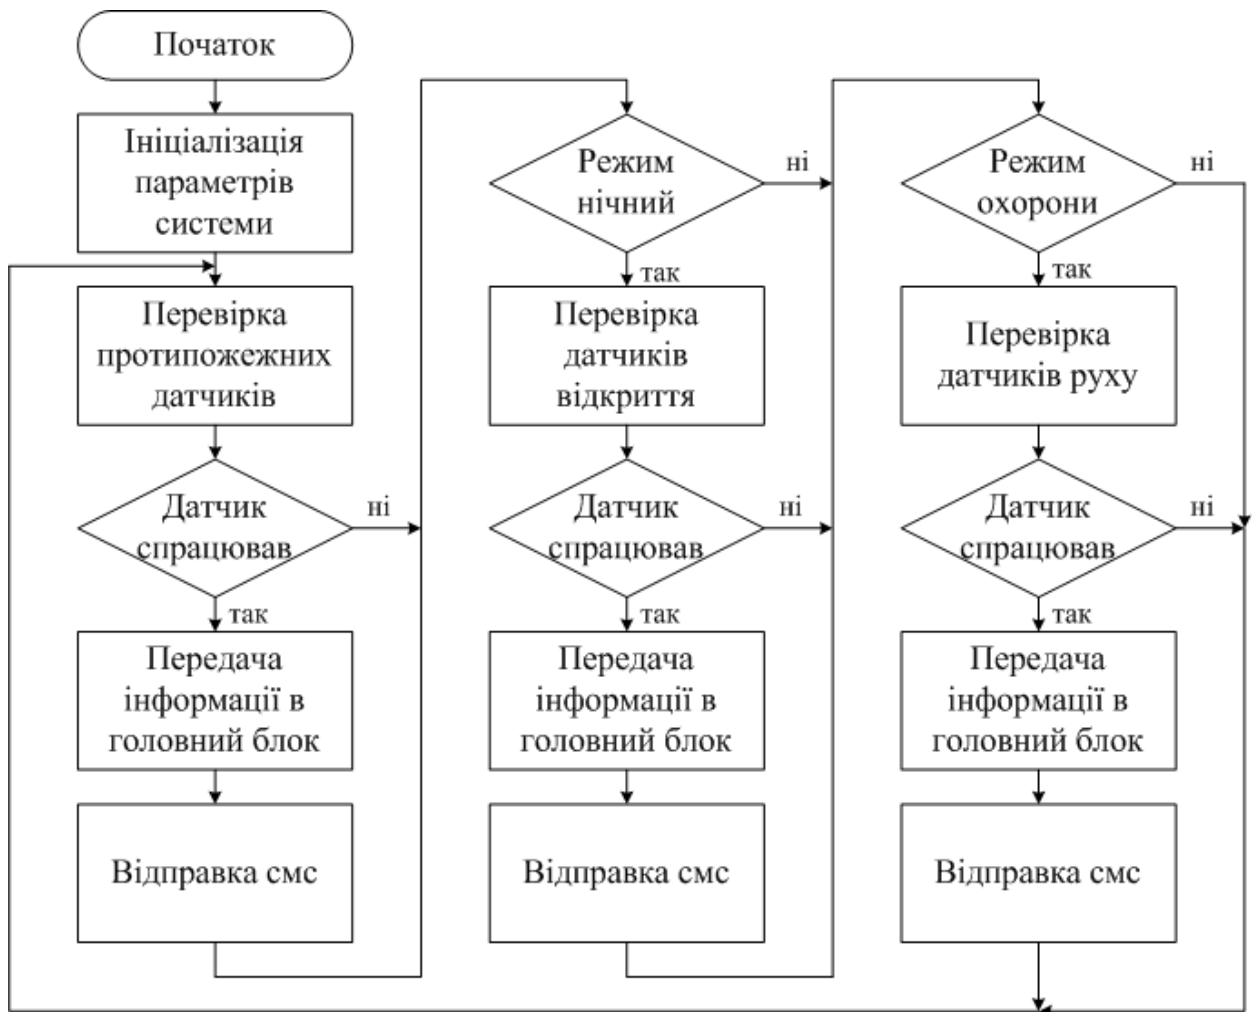 Початок
Ініціалізація
параметрів
системи
Перевірка
протипожежних
датчиків
Датчик
спрацював
ні
так
Передача
інформації в
головний блок
Відправка смс
Режим
нічний
ні
так
Перевірка
датчиків
відкриття
Датчик
спрацював
ні
так
Передача
інформації в
головний блок
Відправка смс
Режим
охорони
ні
так
Перевірка
датчиків руху
Датчик
спрацював
ні
так
Передача
інформації в
головний блок
Відправка смс